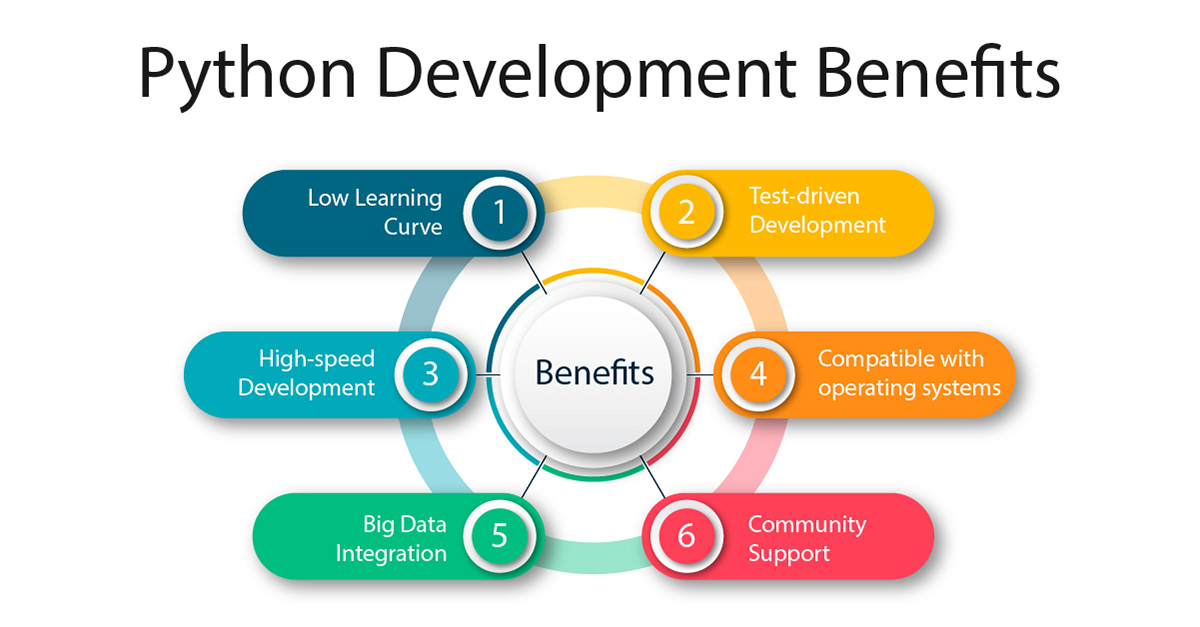 Python Development Benefits
Low Learning
Curve
1
2
Test-driven
Development
High-speed
Development
3
Benefits
4
Compatible with
operating systems
Big Data
Integration
5
6
Community
Support